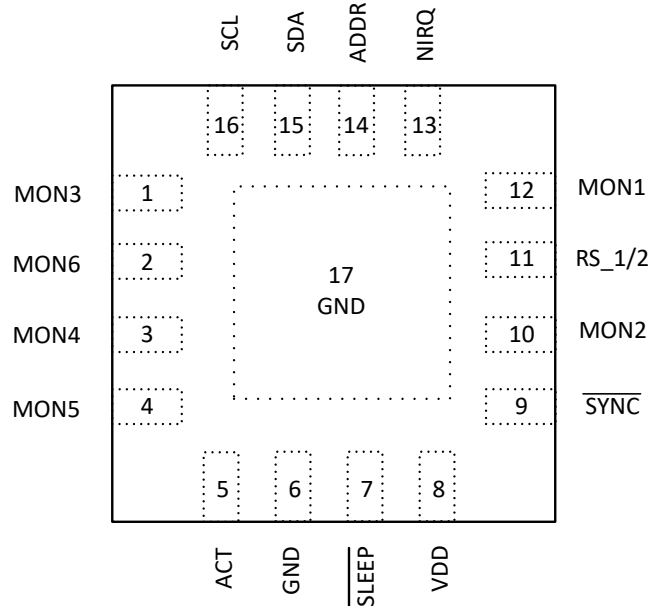 SCL SDA ADDR NIRQ
16 15 14 13
MON3 1 12 MON1
MON6 2 11 RS_1/2
17
GND
MON4 3 10 MON2
MON5 4 9 SYNC
5 6 7 8
ACT GND SLEEP VDD